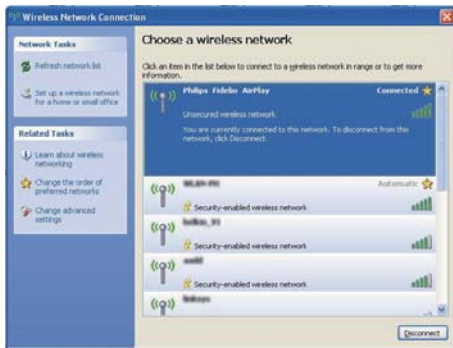 Wireless Network Connection
Network Tasks
Refresh network list
Set up a wireless network
for a home or small office
Related Tasks
Learn about wireless
networking
Change the order of
preferred networks
Change advanced
settings
Choose a wireless network
Click an item in the list below to connect to a wireless network in range or to get more
information.
Philips Fidelio AirPlay Connected
Unsecured wireless network
You are currently connected to this network. To disconnect from this
network, click Disconnect.
Automatic
Security-enabled wireless network
Security-enabled wireless network
Security-enabled wireless network
Disconnect